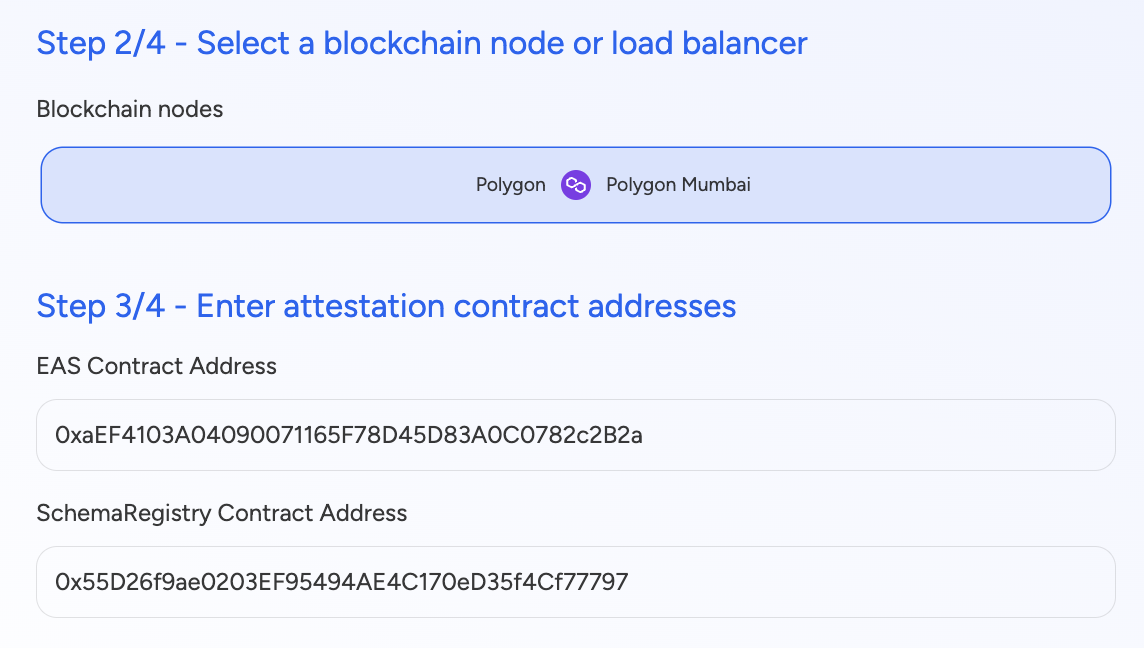 Step 2/4 - Select a blockchain node or load balancer
Blockchain nodes
Polygon Polygon Mumbai
Step 3/4 - Enter attestation contract addresses
EAS Contract Address
0xaEF4103A04090071165F78D45D83A0C0782c2B2a
SchemaRegistry Contract Address
0x55D26f9ae0203EF95494AE4C170eD35f4Cf77797